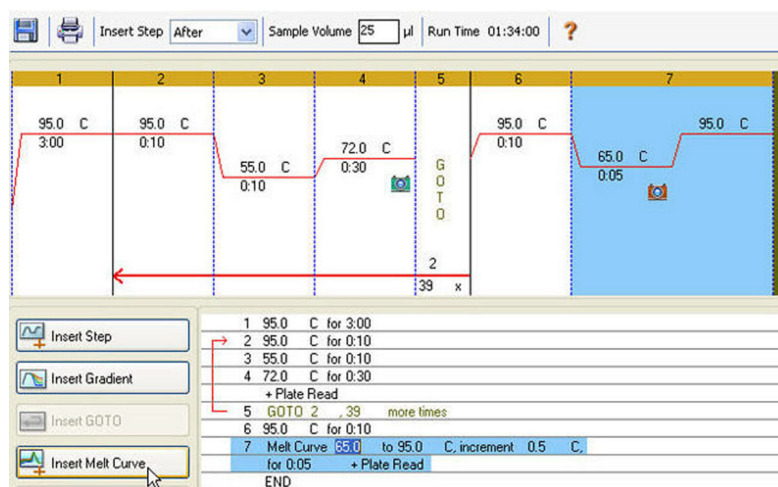 Insert Step After Sample Volume 25 µl Run Time 01:34:00 ?
1 2 3 4 5 6 7
95.0 C 95.0 C 95.0 C 95.0 C
3:00 0:10 0:10
72.0 C
0:30
55.0 C
0:10
65.0 C
0:05
G
O
T
O
2
39 x
Insert Step
Insert Gradient
Insert GOTO
Insert Melt Curve
1 95.0 C for 3:00
2 95.0 C for 0:10
3 55.0 C for 0:10
4 72.0 C for 0:30
+ Plate Read
5 GOTO 2 , 39 more times
6 95.0 C for 0:10
7 Melt Curve 65.0 to 95.0 C, increment 0.5 C,
for 0:05 + Plate Read
END